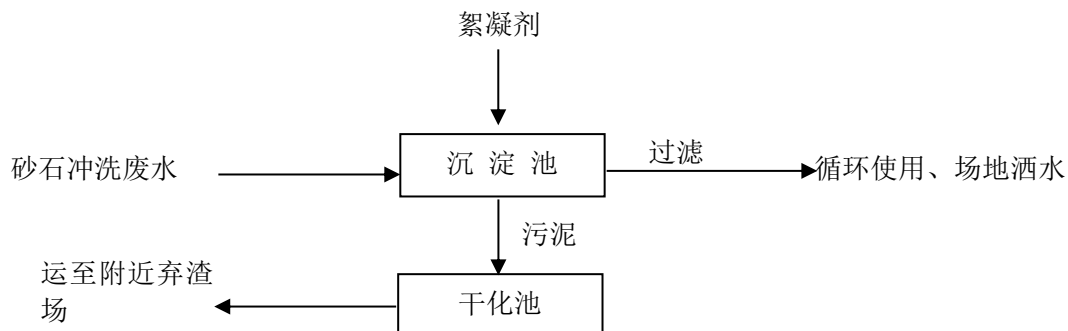 絮凝剂
砂石冲洗废水
沉淀池
过滤
循环使用、场地洒水
污泥
运至附近弃渣
场
干化池